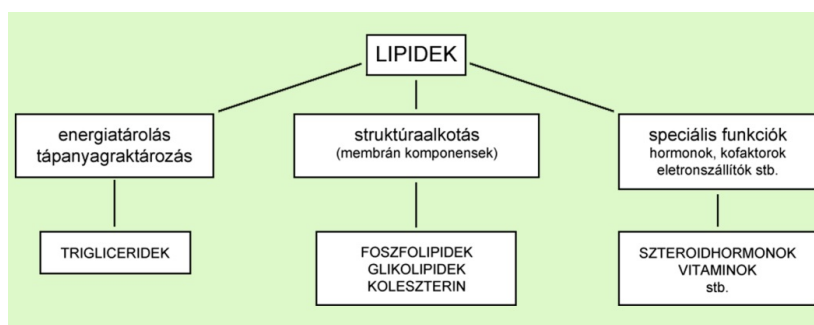 LIPIDEK
energiatárolás
tápanyagraktározás
struktúraalkotás
(membrán komponensek)
speciális funkciók
hormonok, kofaktorok
eletronszállítók stb.
TRIGLICERIDEK
FOSZFOLIPIDEK
GLIKOLIPIDEK
KOLESZTERIN
SZTEROIDHORMONOK
VITAMINOK
stb.